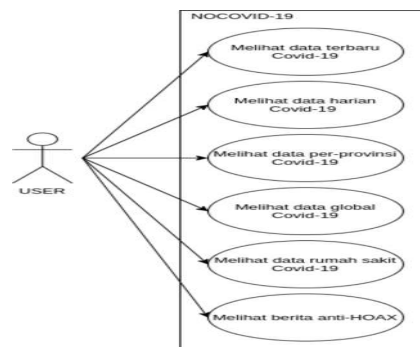 NOCOVID-19
Melihat data terbaru
Covid-19
Melihat data harian
Covid-19
Melihat data per-provinsi
Covid-19
USER
Melihat data global
Covid-19
Melihat data rumah sakit
Covid-19
Melihat berita anti-HOAX